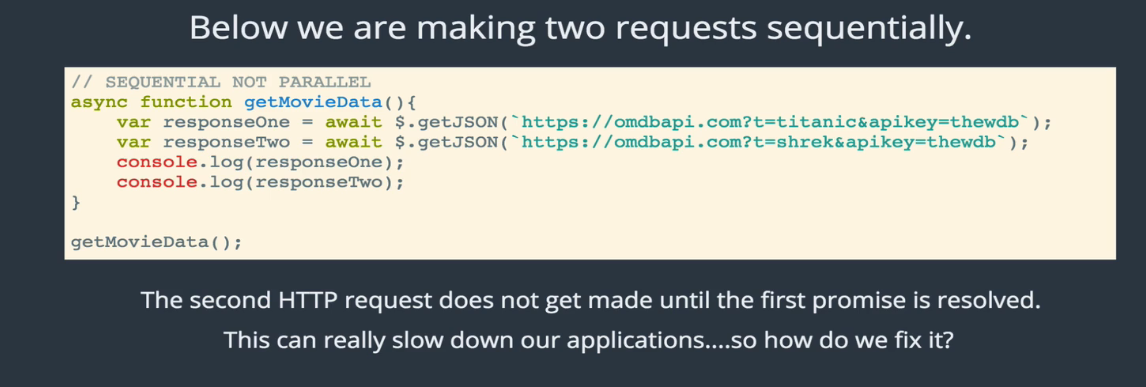 Below we are making two requests sequentially.
// SEQUENTIAL NOT PARALLEL
async function getMovieData(){
    var responseOne = await $.getJSON(`https://omdbapi.com?t=titanic&apikey=thewdb`);
    var responseTwo = await $.getJSON(`https://omdbapi.com?t=shrek&apikey=thewdb`);
    console.log(responseOne);
    console.log(responseTwo);
}
getMovieData();
The second HTTP request does not get made until the first promise is resolved.
This can really slow down our applications....so how do we fix it?